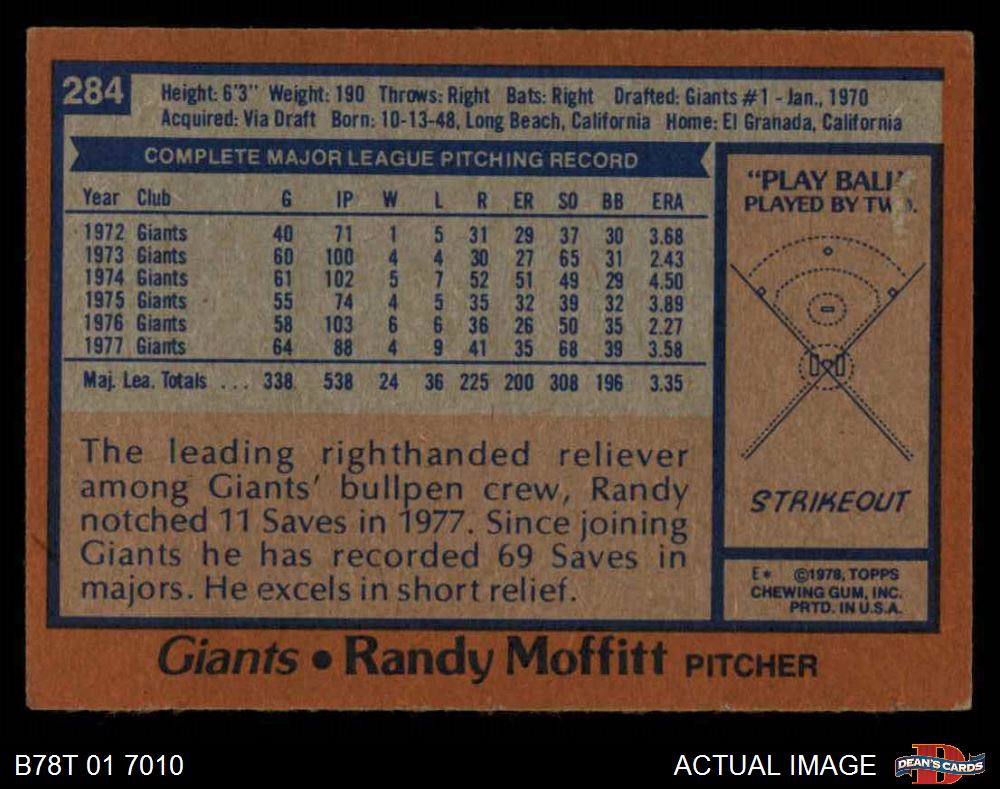 284
Height: 6'3" Weight: 190 Throws: Right Bats: Right Drafted: Giants #1 - Jan., 1970
Acquired: Via Draft Born: 10-13-48, Long Beach, California Home: El Granada, California
COMPLETE MAJOR LEAGUE PITCHING RECORD
Year Club G IP W L R ER SO BB ERA
1972 Giants 40 71 1 5 31 29 37 30 3.68
1973 Giants 60 100 4 4 30 27 65 31 2.43
1974 Giants 61 102 5 7 52 51 49 29 4.50
1975 Giants 55 74 4 5 35 32 39 32 3.89
1976 Giants 58 103 6 6 36 26 50 35 2.27
1977 Giants 64 88 4 9 41 35 68 39 3.58
Maj. Lea. Totals ... 338 538 24 36 225 200 308 196 3.35
The leading righthanded reliever
among Giants' bullpen crew, Randy
notched 11 Saves in 1977. Since joining
Giants he has recorded 69 Saves in
majors. He excels in short relief.
"PLAY BALL"
PLAYED BY TWO.
STRIKEOUT
E* ©1978, TOPPS
CHEWING GUM, INC.
PRTD. IN U.S.A.
Giants • Randy Moffitt PITCHER
B78T 01 7010
ACTUAL IMAGE
DEAN'S CARDS